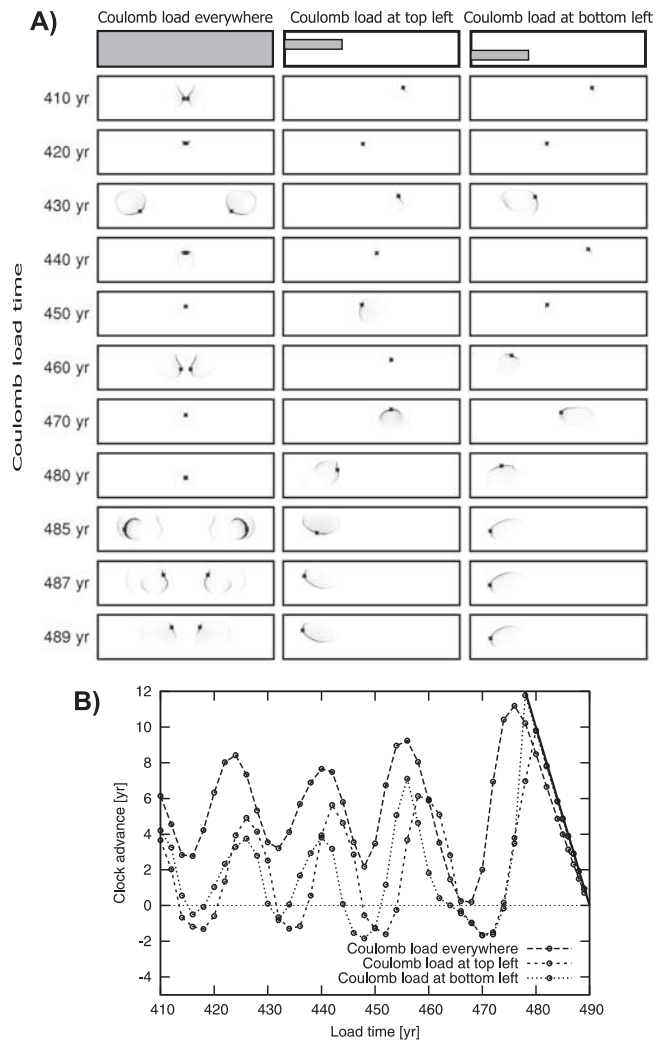 A)
Coulomb load everywhere
Coulomb load at top left
Coulomb load at bottom left
Coulomb load time
410 yr
420 yr
430 yr
440 yr
450 yr
460 yr
470 yr
480 yr
485 yr
487 yr
489 yr
B)
Clock advance [yr]
12
10
8
6
4
2
0
-2
-4
Coulomb load everywhere
Coulomb load at top left
Coulomb load at bottom left
410 420 430 440 450 460 470 480 490
Load time [yr]